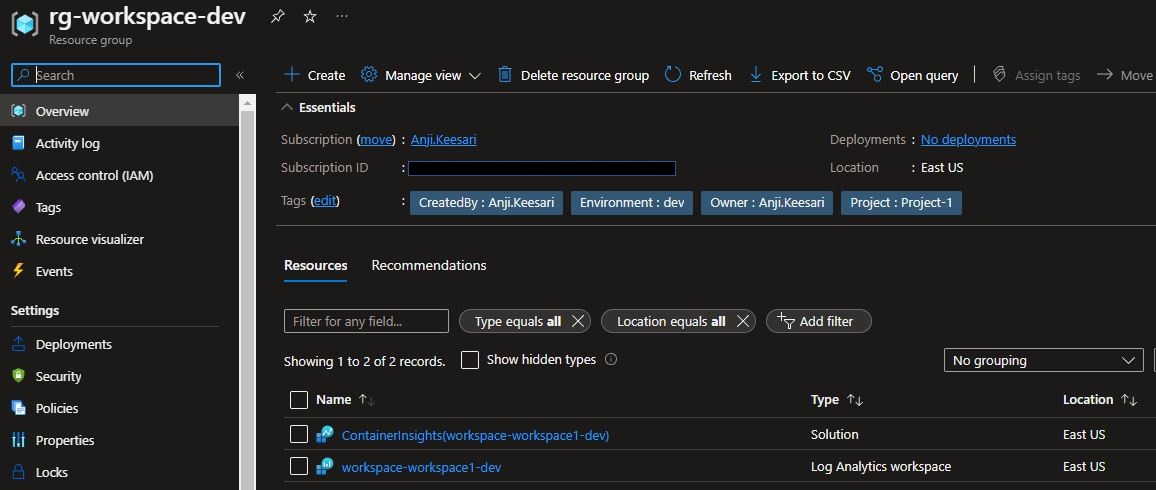 rg-workspace-dev
Resource group
Search
Overview
Activity log
Access control (IAM)
Tags
Resource visualizer
Events
Settings
Deployments
Security
Policies
Properties
Locks
Create Manage view Delete resource group Refresh Export to CSV Open query Assign tags Move
Essentials
Subscription (move) : Anji.Keesari Deployments : No deployments
Subscription ID : Location : East US
Tags (edit) : CreatedBy : Anji.Keesari Environment : dev Owner : Anji.Keesari Project : Project-1
Resources Recommendations
Filter for any field... Type equals all Location equals all Add filter
Showing 1 to 2 of 2 records. Show hidden types No grouping
Name Type Location
ContainerInsights(workspace-workspace1-dev) Solution East US
workspace-workspace1-dev Log Analytics workspace East US